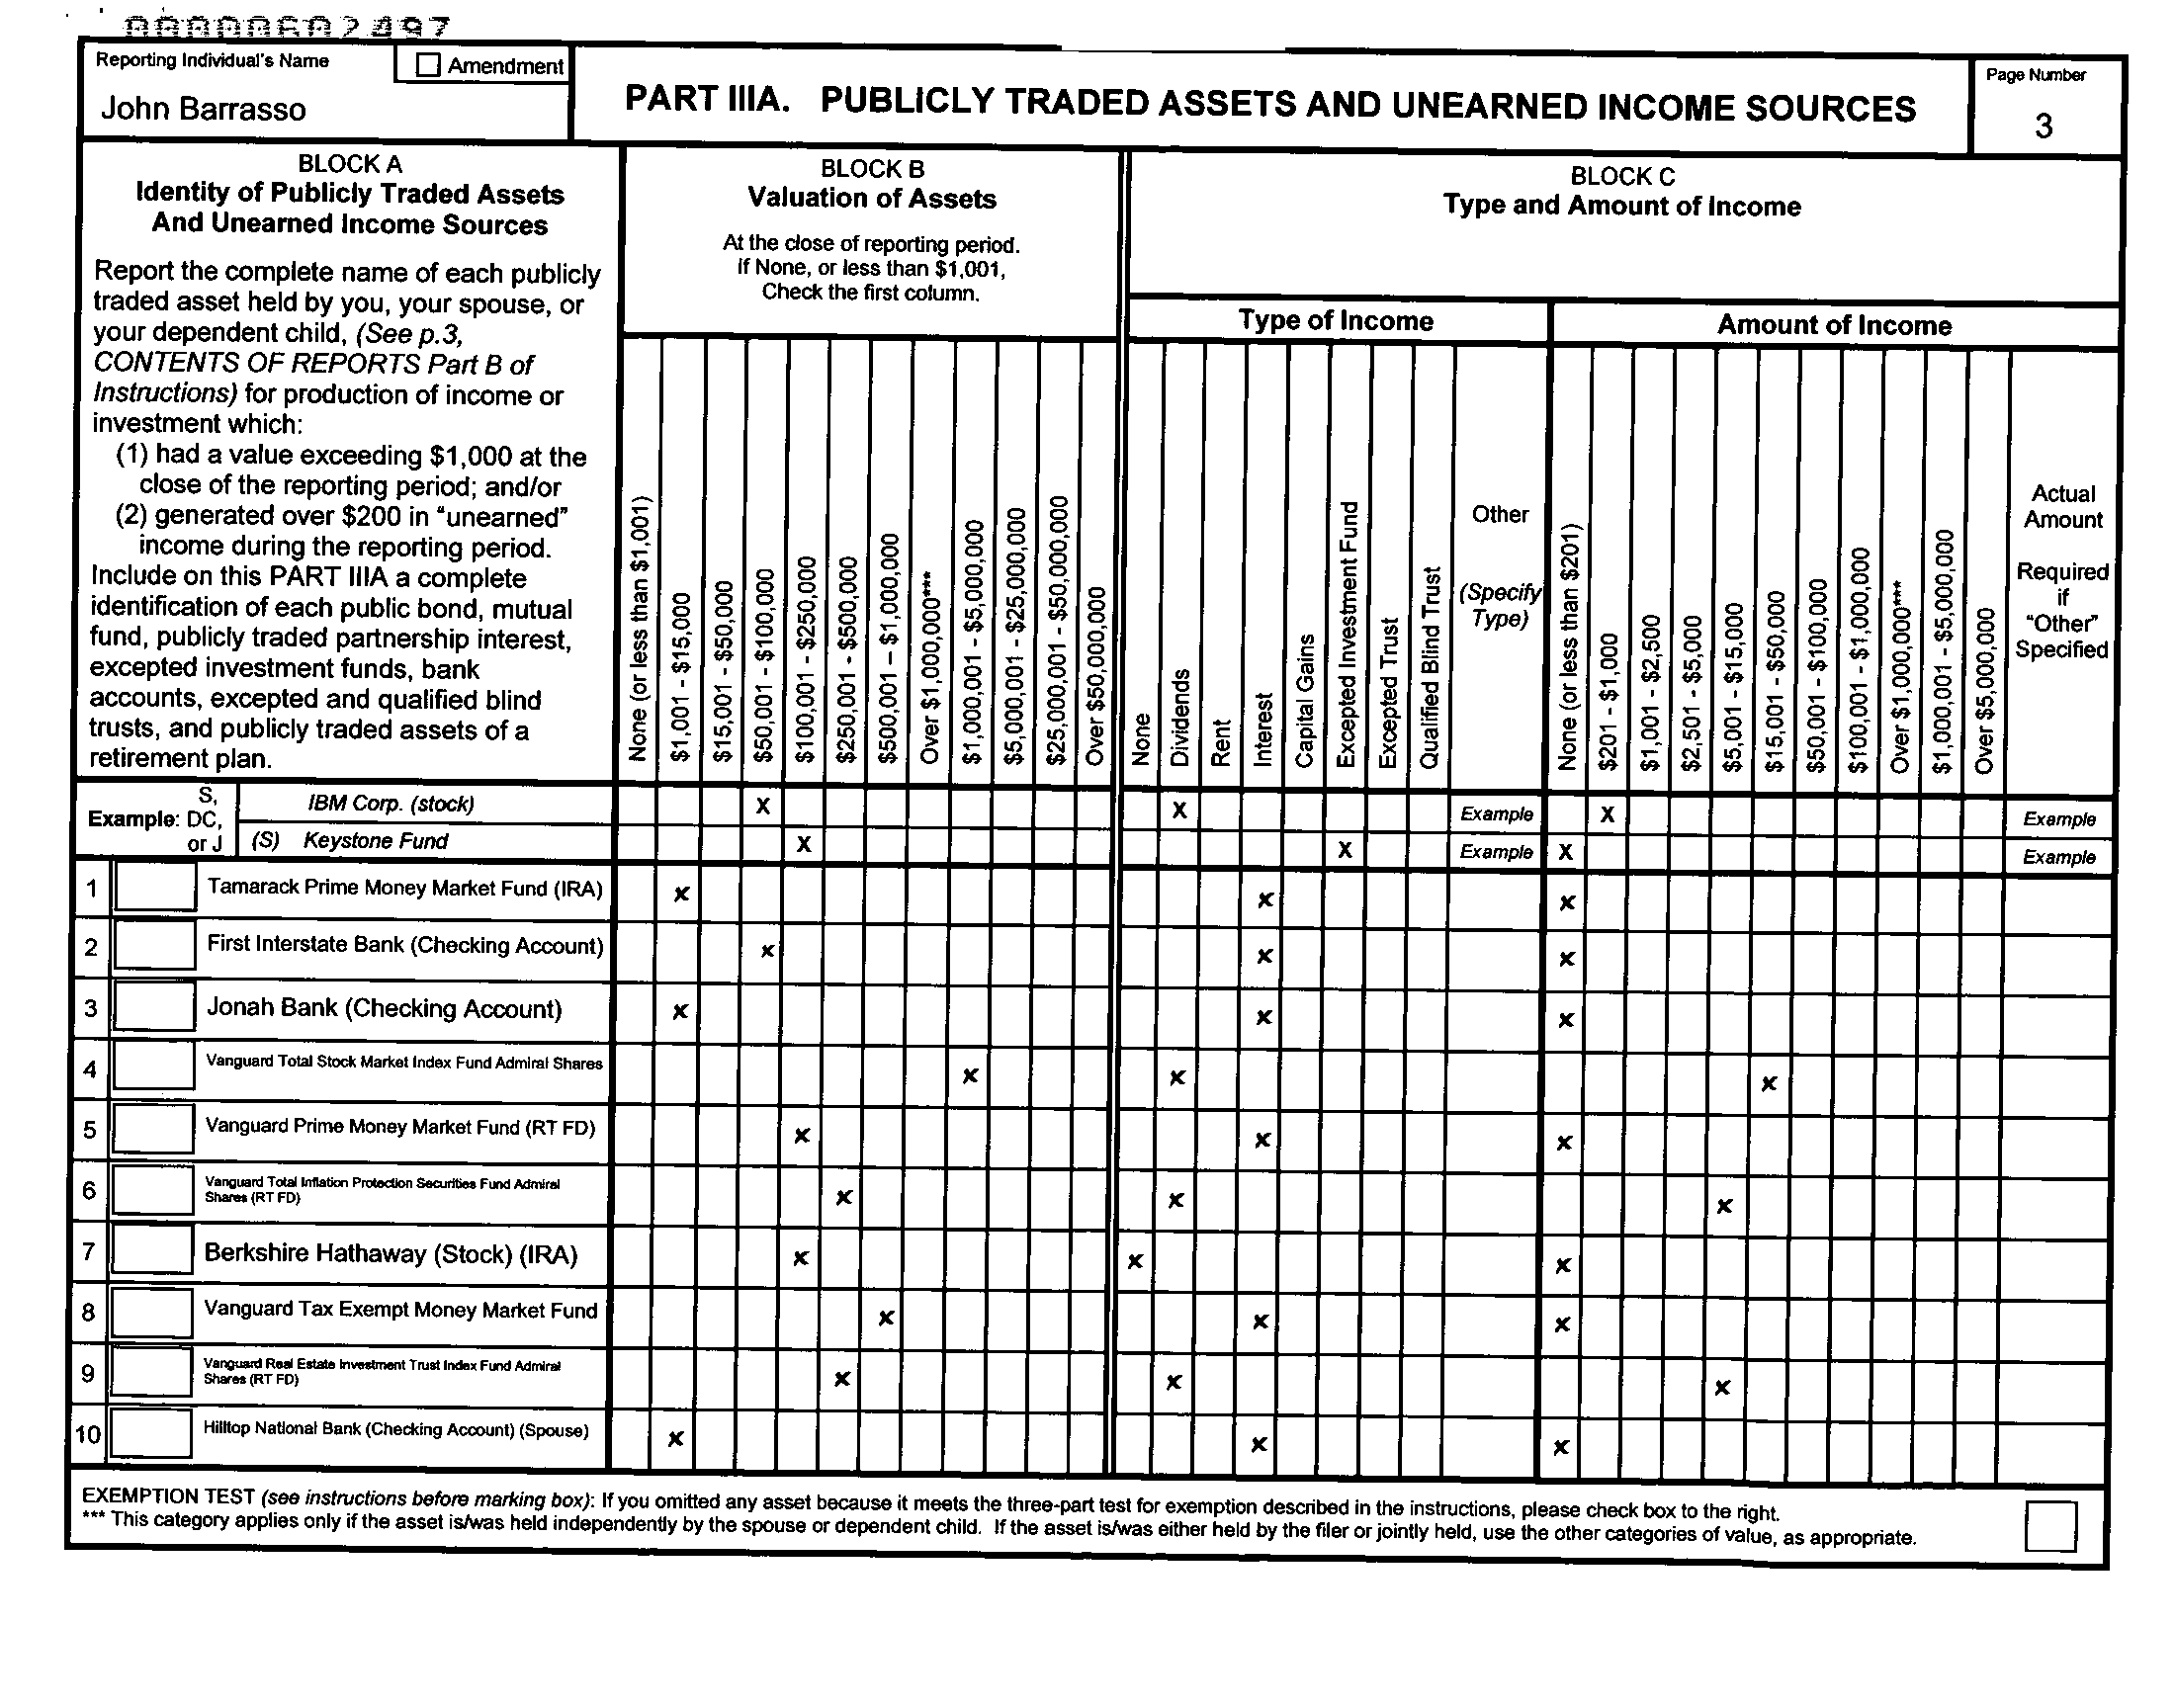 000000602497
Reporting Individual's Name
Amendment
John Barrasso
PART IIIA. PUBLICLY TRADED ASSETS AND UNEARNED INCOME SOURCES
Page Number
3
BLOCK A
Identity of Publicly Traded Assets
And Unearned Income Sources
Report the complete name of each publicly
traded asset held by you, your spouse, or
your dependent child, (See p.3,
CONTENTS OF REPORTS Part B of
Instructions) for production of income or
investment which:
(1) had a value exceeding $1,000 at the
close of the reporting period; and/or
(2) generated over $200 in "unearned"
income during the reporting period.
Include on this PART IIIA a complete
identification of each public bond, mutual
fund, publicly traded partnership interest,
excepted investment funds, bank
accounts, excepted and qualified blind
trusts, and publicly traded assets of a
retirement plan.
BLOCK B
Valuation of Assets
At the close of reporting period.
If None, or less than $1,001,
Check the first column.
None (or less than $1,001)
$1,001 - $15,000
$15,001 - $50,000
$50,001 - $100,000
$100,001 - $250,000
$250,001 - $500,000
$500,001 – $1,000,000
Over $1,000,000***
$1,000,001 - $5,000,000
$5,000,001 - $25,000,000
$25,000,001 - $50,000,000
Over $50,000,000
BLOCK C
Type and Amount of Income
Type of Income
None
Dividends
Rent
Interest
Capital Gains
Excepted Investment Fund
Excepted Trust
Qualified Blind Trust
Other
(Specify
Type)
Amount of Income
None (or less than $201)
$201 - $1,000
$1,001 - $2,500
$2,501 - $5,000
$5,001 - $15,000
$15,001 - $50,000
$50,001 - $100,000
$100,001 - $1,000,000
Over $1,000,000***
$1,000,001 - $5,000,000
Over $5,000,000
Actual
Amount
Required
if
"Other"
Specified
S,
Example: DC,
or J
IBM Corp. (stock) X X Example X Example
(S) Keystone Fund X X Example X Example
1 Tamarack Prime Money Market Fund (IRA) x x x
2 First Interstate Bank (Checking Account) x x x
3 Jonah Bank (Checking Account) x x x
4 Vanguard Total Stock Market Index Fund Admiral Shares x x x
5 Vanguard Prime Money Market Fund (RT FD) x x x
6 Vanguard Total Inflation Protection Securities Fund Admiral
Shares (RT FD) x x x
7 Berkshire Hathaway (Stock) (IRA) x x x
8 Vanguard Tax Exempt Money Market Fund x x x
9 Vanguard Real Estate Investment Trust Index Fund Admiral
Shares (RT FD) x x x
10 Hilltop National Bank (Checking Account) (Spouse) x x x
EXEMPTION TEST (see instructions before marking box): If you omitted any asset because it meets the three-part test for exemption described in the instructions, please check box to the right.
*** This category applies only if the asset is/was held independently by the spouse or dependent child. If the asset is/was either held by the filer or jointly held, use the other categories of value, as appropriate.